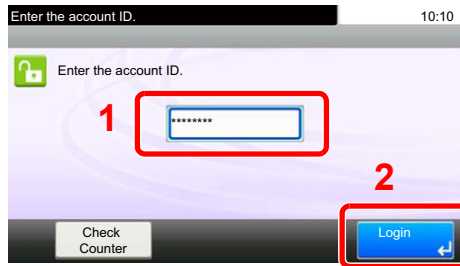 Enter the account ID.
10:10
Enter the account ID.
1
********
2
Check
Counter
Login